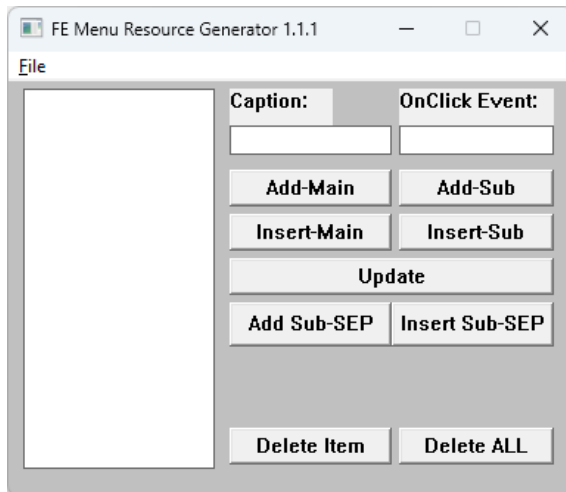 FE Menu Resource Generator 1.1.1
File
Caption: OnClick Event:
Add-Main Add-Sub
Insert-Main Insert-Sub
Update
Add Sub-SEP Insert Sub-SEP
Delete Item Delete ALL